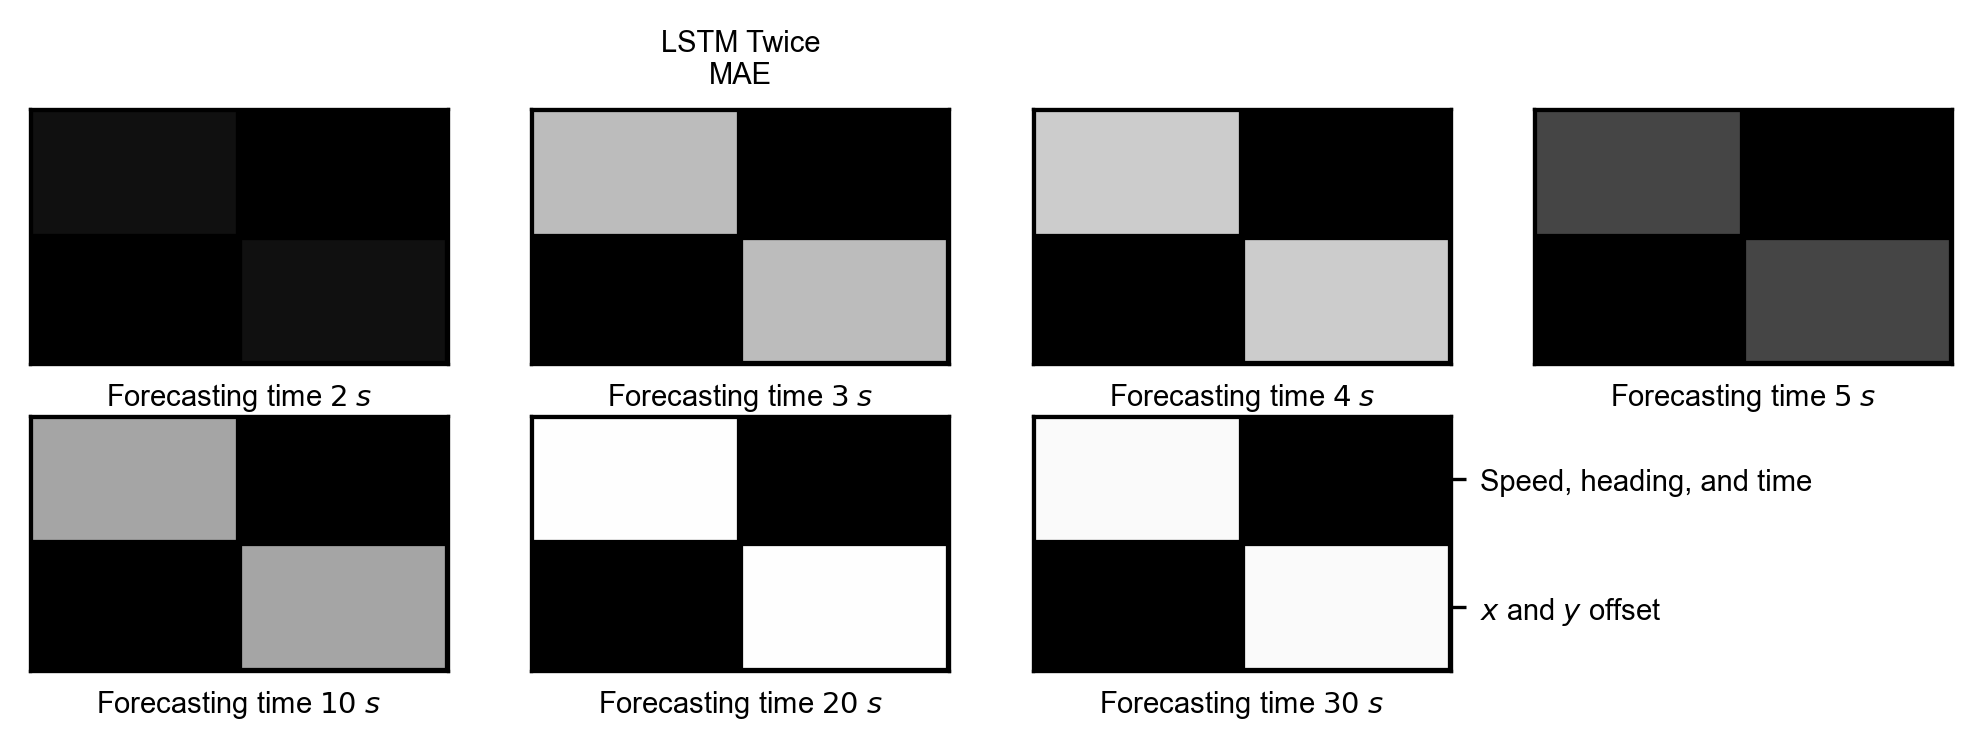 LSTM Twice
MAE
Forecasting time 2 s
Forecasting time 3 s
Forecasting time 4 s
Forecasting time 5 s
Speed, heading, and time
x and y offset
Forecasting time 10 s
Forecasting time 20 s
Forecasting time 30 s